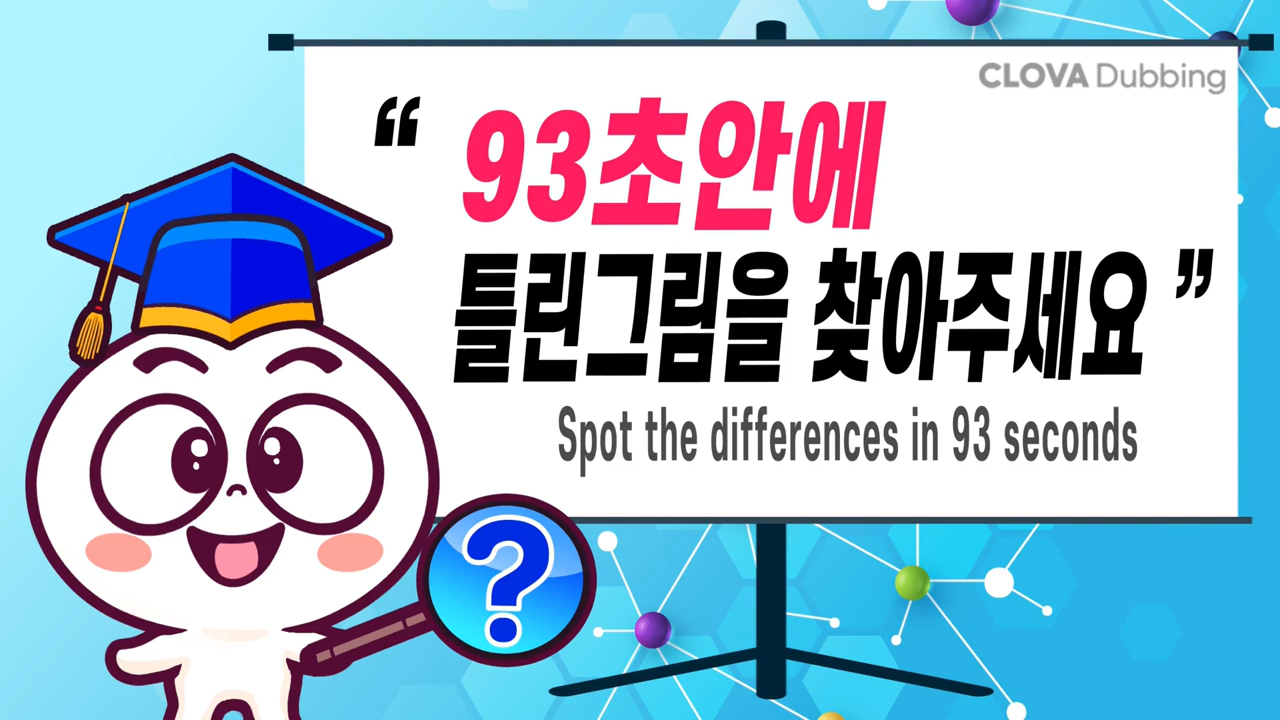 CLOVA Dubbing
“ 93초안에
틀린그림을 찾아주세요 ”
Spot the differences in 93 seconds
?